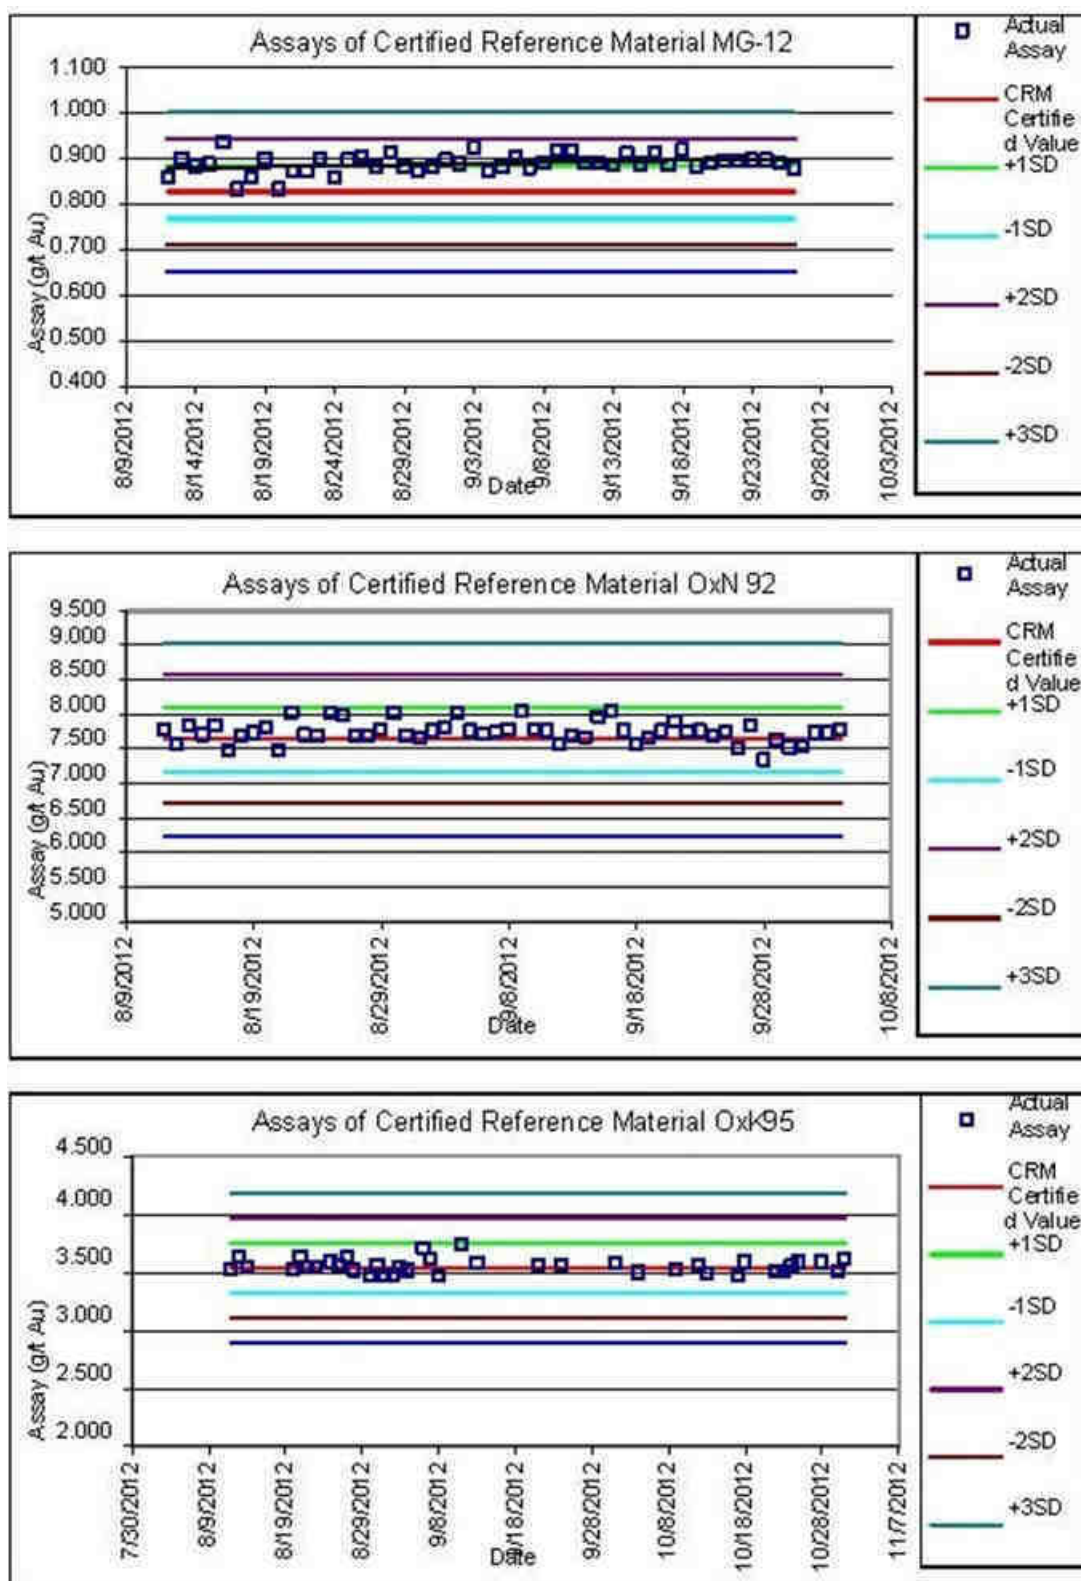 Assays of Certified Reference Material MG-12
Assay (g/t Au)
1.100
1.000
0.900
0.800
0.700
0.600
0.500
0.400
8/9/2012
8/14/2012
8/19/2012
8/24/2012
8/29/2012
9/3/2012
9/8/2012
9/13/2012
9/18/2012
9/23/2012
9/28/2012
10/3/2012
Date
Actual
Assay
CRM
Certifie
d Value
+1SD
-1SD
+2SD
-2SD
+3SD
Assays of Certified Reference Material OxN 92
Assay (g/t Au)
9.500
9.000
8.500
8.000
7.500
7.000
6.500
6.000
5.500
5.000
8/9/2012
8/19/2012
8/29/2012
9/8/2012
9/18/2012
9/28/2012
10/8/2012
Date
Actual
Assay
CRM
Certifie
d Value
+1SD
-1SD
+2SD
-2SD
+3SD
Assays of Certified Reference Material OxK95
Assay (g/t Au)
4.500
4.000
3.500
3.000
2.500
2.000
7/30/2012
8/9/2012
8/19/2012
8/29/2012
9/8/2012
9/18/2012
9/28/2012
10/8/2012
10/18/2012
10/28/2012
11/7/2012
Date
Actual
Assay
CRM
Certifie
d Value
+1SD
-1SD
+2SD
-2SD
+3SD